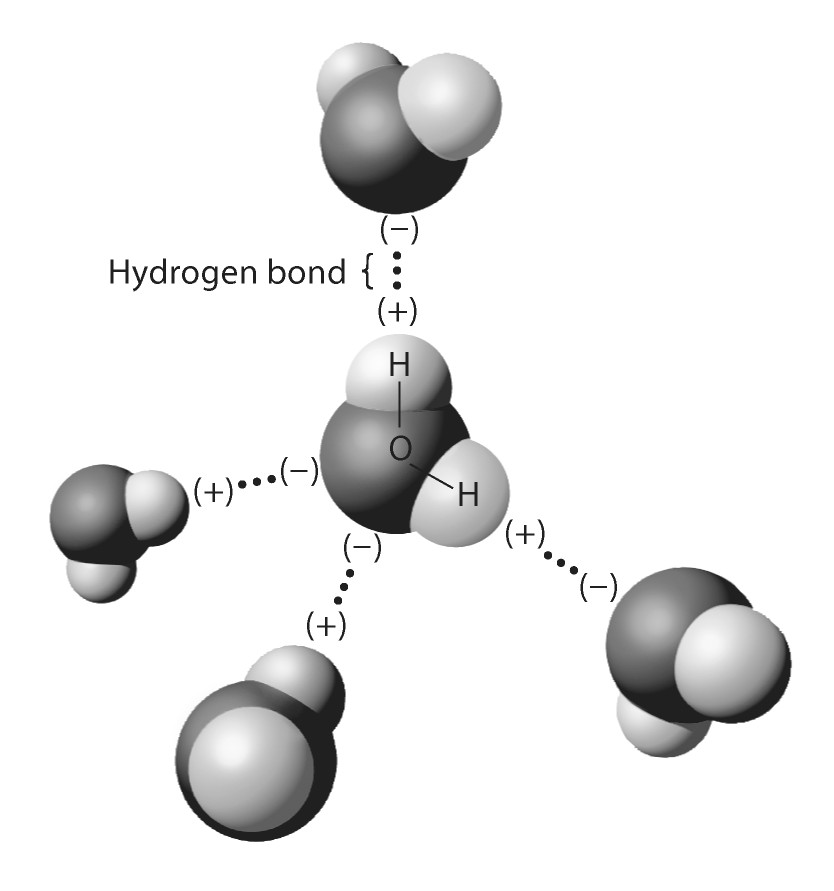 (−)
Hydrogen bond {
(+)
H
O
(+) (−)
H
(−)
(+)
(−)
(+)